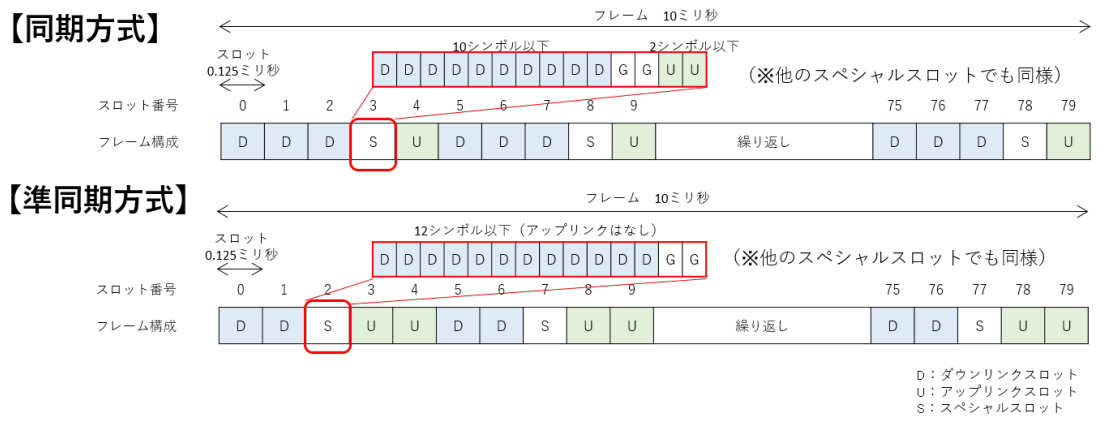 【同期方式】
フレーム 10ミリ秒
スロット
0.125ミリ秒
10シンボル以下 2シンボル以下
D D D D D D D D D D G G U U (※他のスペシャルスロットでも同様)
スロット番号 0 1 2 3 4 5 6 7 8 9 75 76 77 78 79
フレーム構成 D D D S U D D D S U 繰り返し D D D S U
【準同期方式】
フレーム 10ミリ秒
スロット
0.125ミリ秒
12シンボル以下(アップリンクはなし)
D D D D D D D D D D D D G G (※他のスペシャルスロットでも同様)
スロット番号 0 1 2 3 4 5 6 7 8 9 75 76 77 78 79
フレーム構成 D D S U U D D S U U 繰り返し D D S U U
D:ダウンリンクスロット
U:アップリンクスロット
S:スペシャルスロット